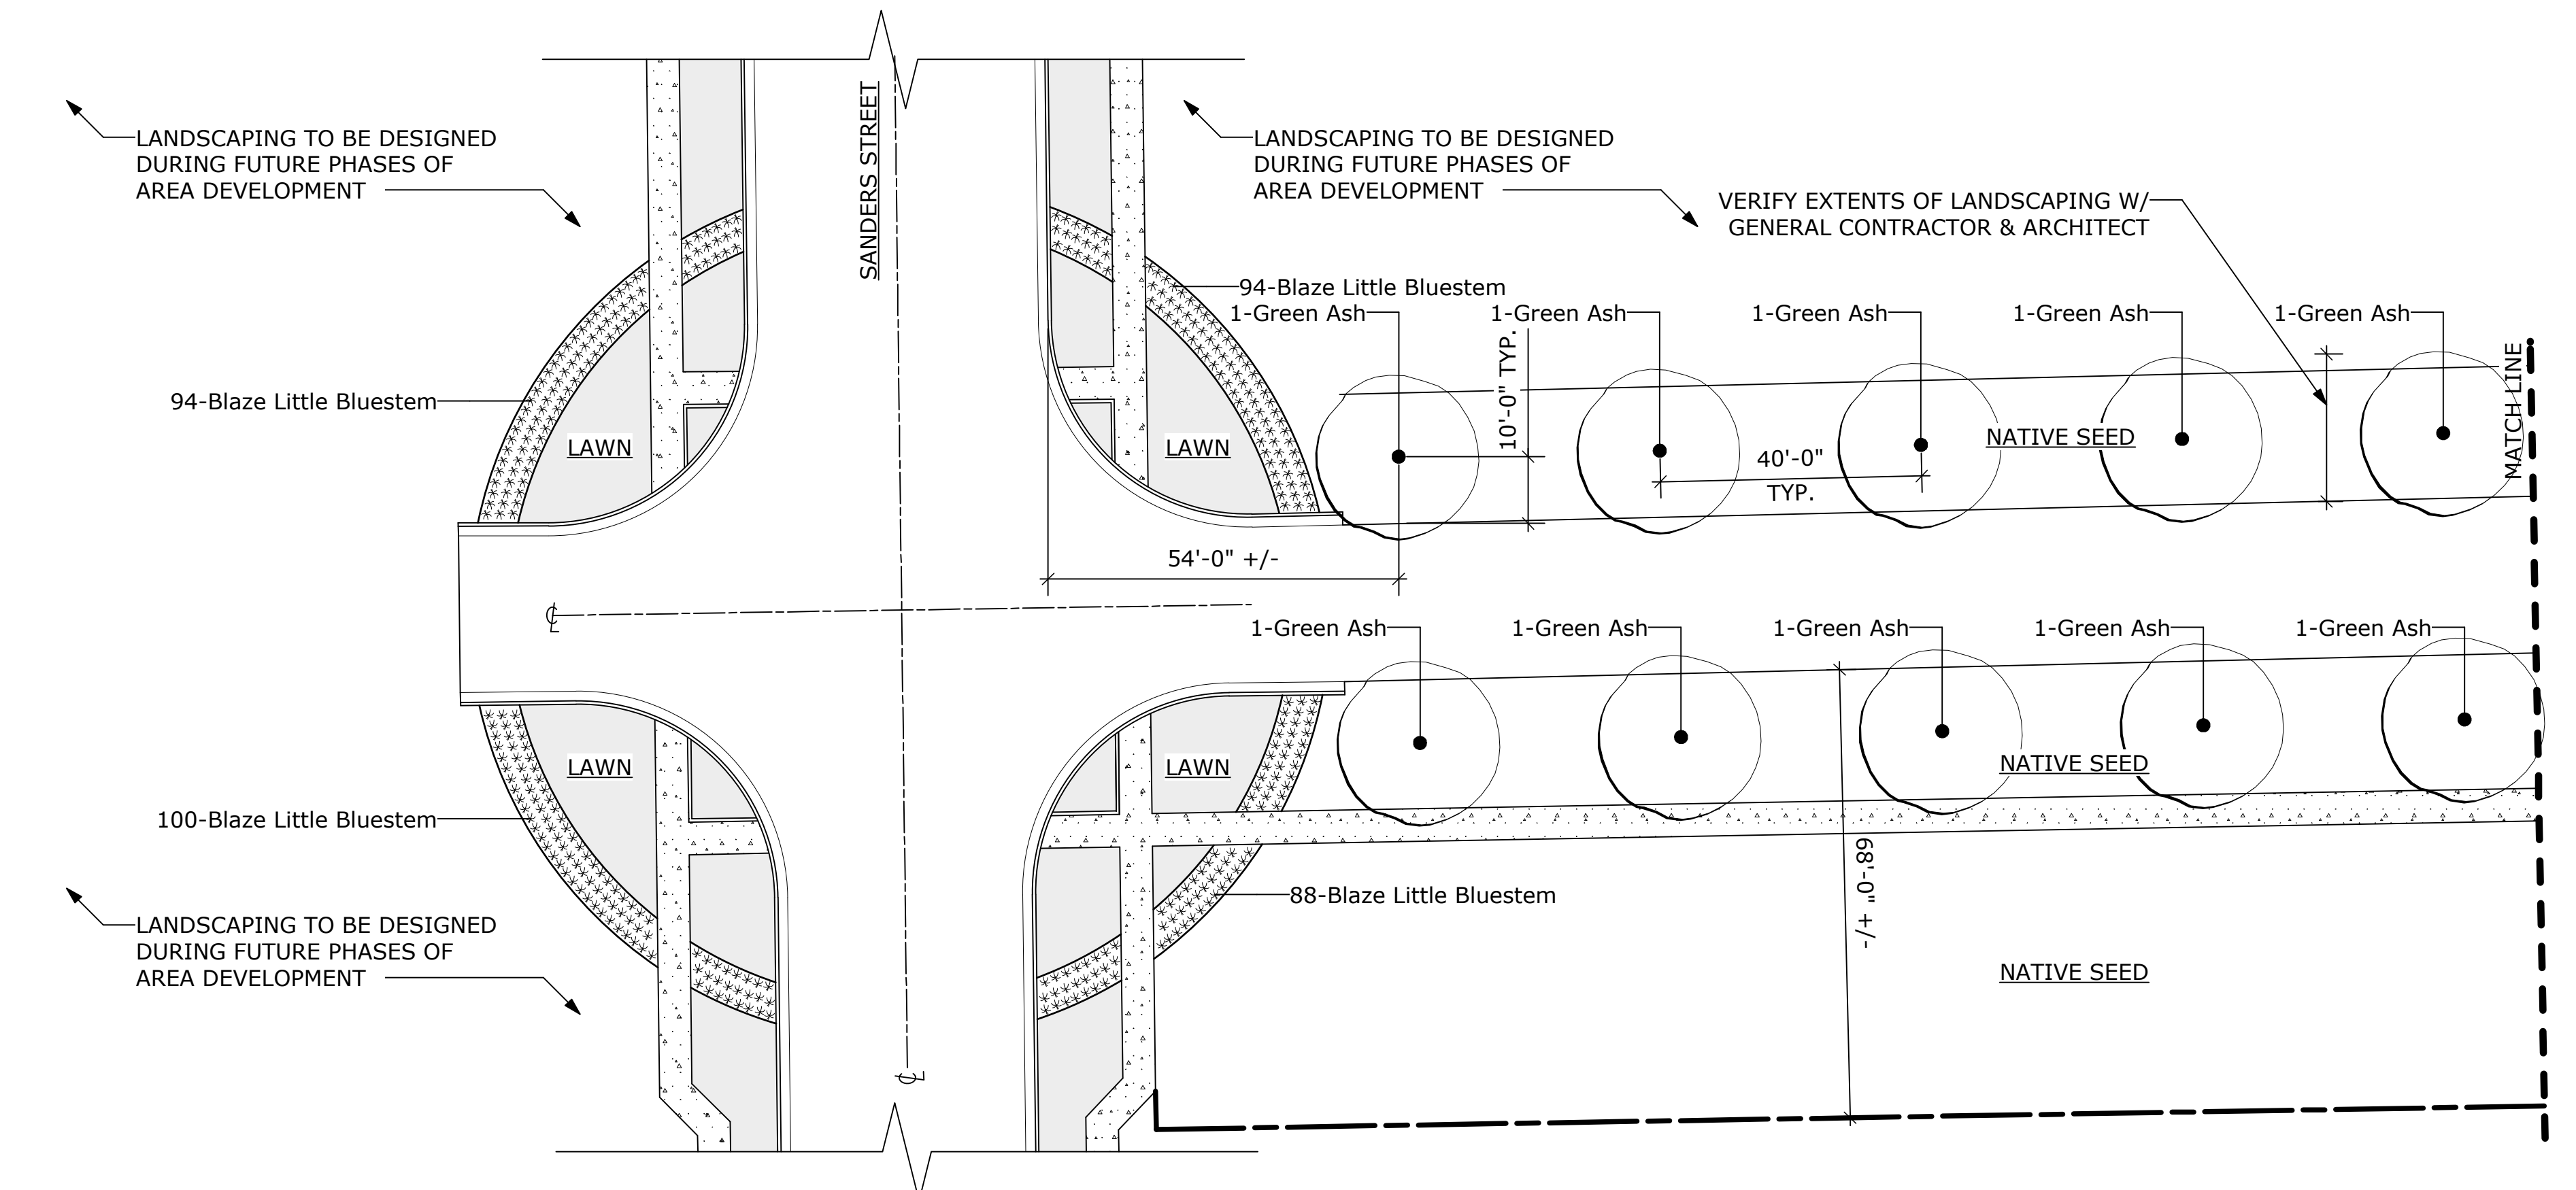 SANDERS STREET
LANDSCAPING TO BE DESIGNED
DURING FUTURE PHASES OF
AREA DEVELOPMENT
LANDSCAPING TO BE DESIGNED
DURING FUTURE PHASES OF
AREA DEVELOPMENT
VERIFY EXTENTS OF LANDSCAPING W/
GENERAL CONTRACTOR & ARCHITECT
94-Blaze Little Bluestem
1-Green Ash
1-Green Ash
1-Green Ash
1-Green Ash
1-Green Ash
MATCH LINE
10'-0" TYP.
94-Blaze Little Bluestem
LAWN
LAWN
NATIVE SEED
40'-0"
TYP.
54'-0" +/-
℄
1-Green Ash
1-Green Ash
1-Green Ash
1-Green Ash
1-Green Ash
LAWN
LAWN
NATIVE SEED
100-Blaze Little Bluestem
68'-0" +/-
88-Blaze Little Bluestem
LANDSCAPING TO BE DESIGNED
DURING FUTURE PHASES OF
AREA DEVELOPMENT
NATIVE SEED
℄